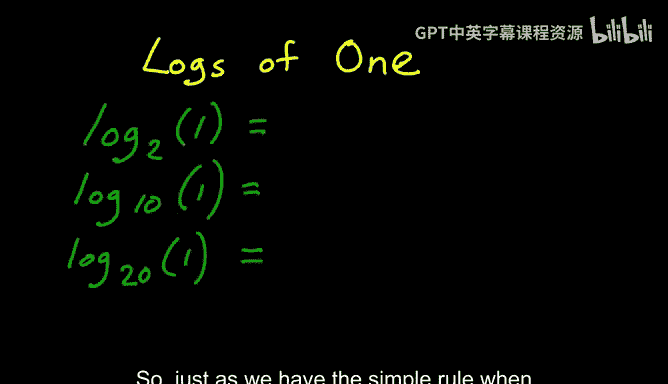 GPT中英字幕课程资源 bilibili
Logs of One
log₂(1) =
log₁₀(1) =
log₂₀(1) =
So, just as we have the simple rule when